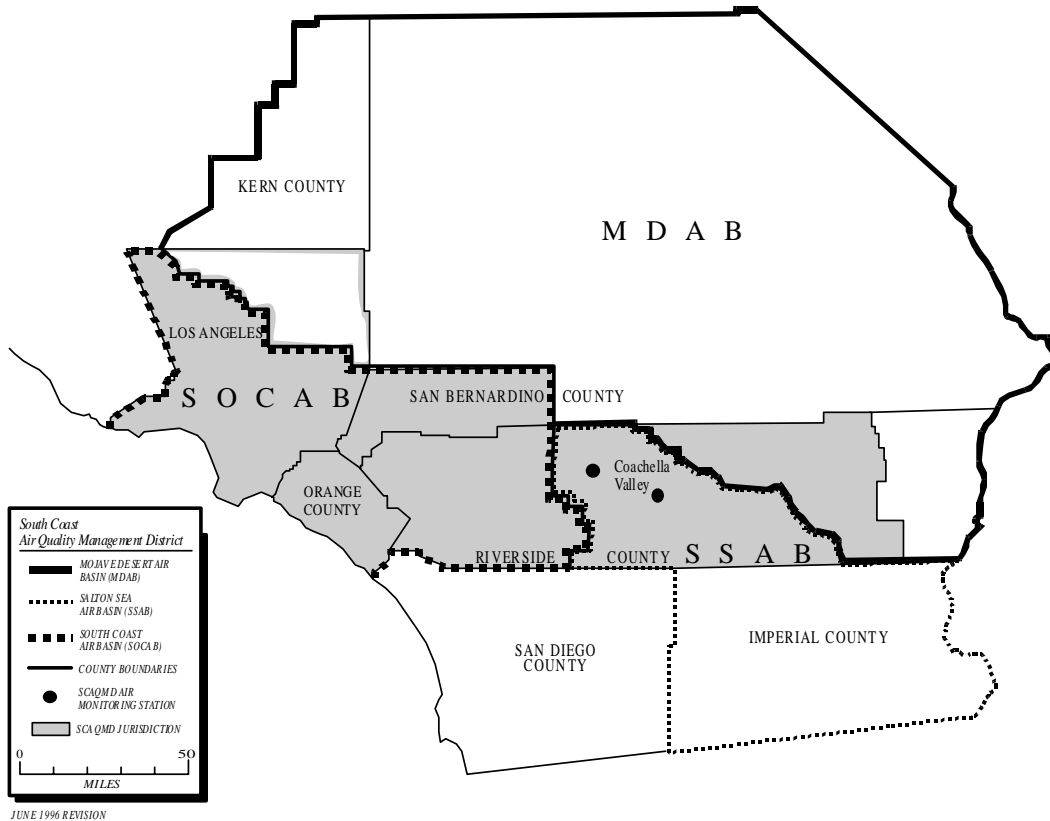 KERN COUNTY
M D A B
LOS ANGELES
S O C A B
SAN BERNARDINO COUNTY
Coachella
Valley
ORANGE
COUNTY
RIVERSIDE COUNTY
S S A B
SAN DIEGO
COUNTY
IMPERIAL COUNTY
South Coast
Air Quality Management District
MOJAVE DESERT AIR
BASIN (MDAB)
SALTON SEA
AIR BASIN (SSAB)
SOUTH COAST
AIR BASIN (SOCAB)
COUNTY BOUNDARIES
SCAQMD AIR
MONITORING STATION
SCAQMD JURISDICTION
0 50
MILES
JUNE 1996 REVISION